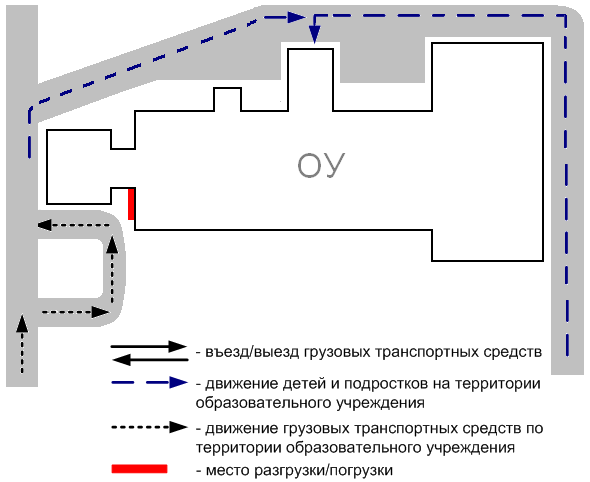 ОУ
- въезд/выезд грузовых транспортных средств
- движение детей и подростков на территории
образовательного учреждения
- движение грузовых транспортных средств по
территории образовательного учреждения
- место разгрузки/погрузки